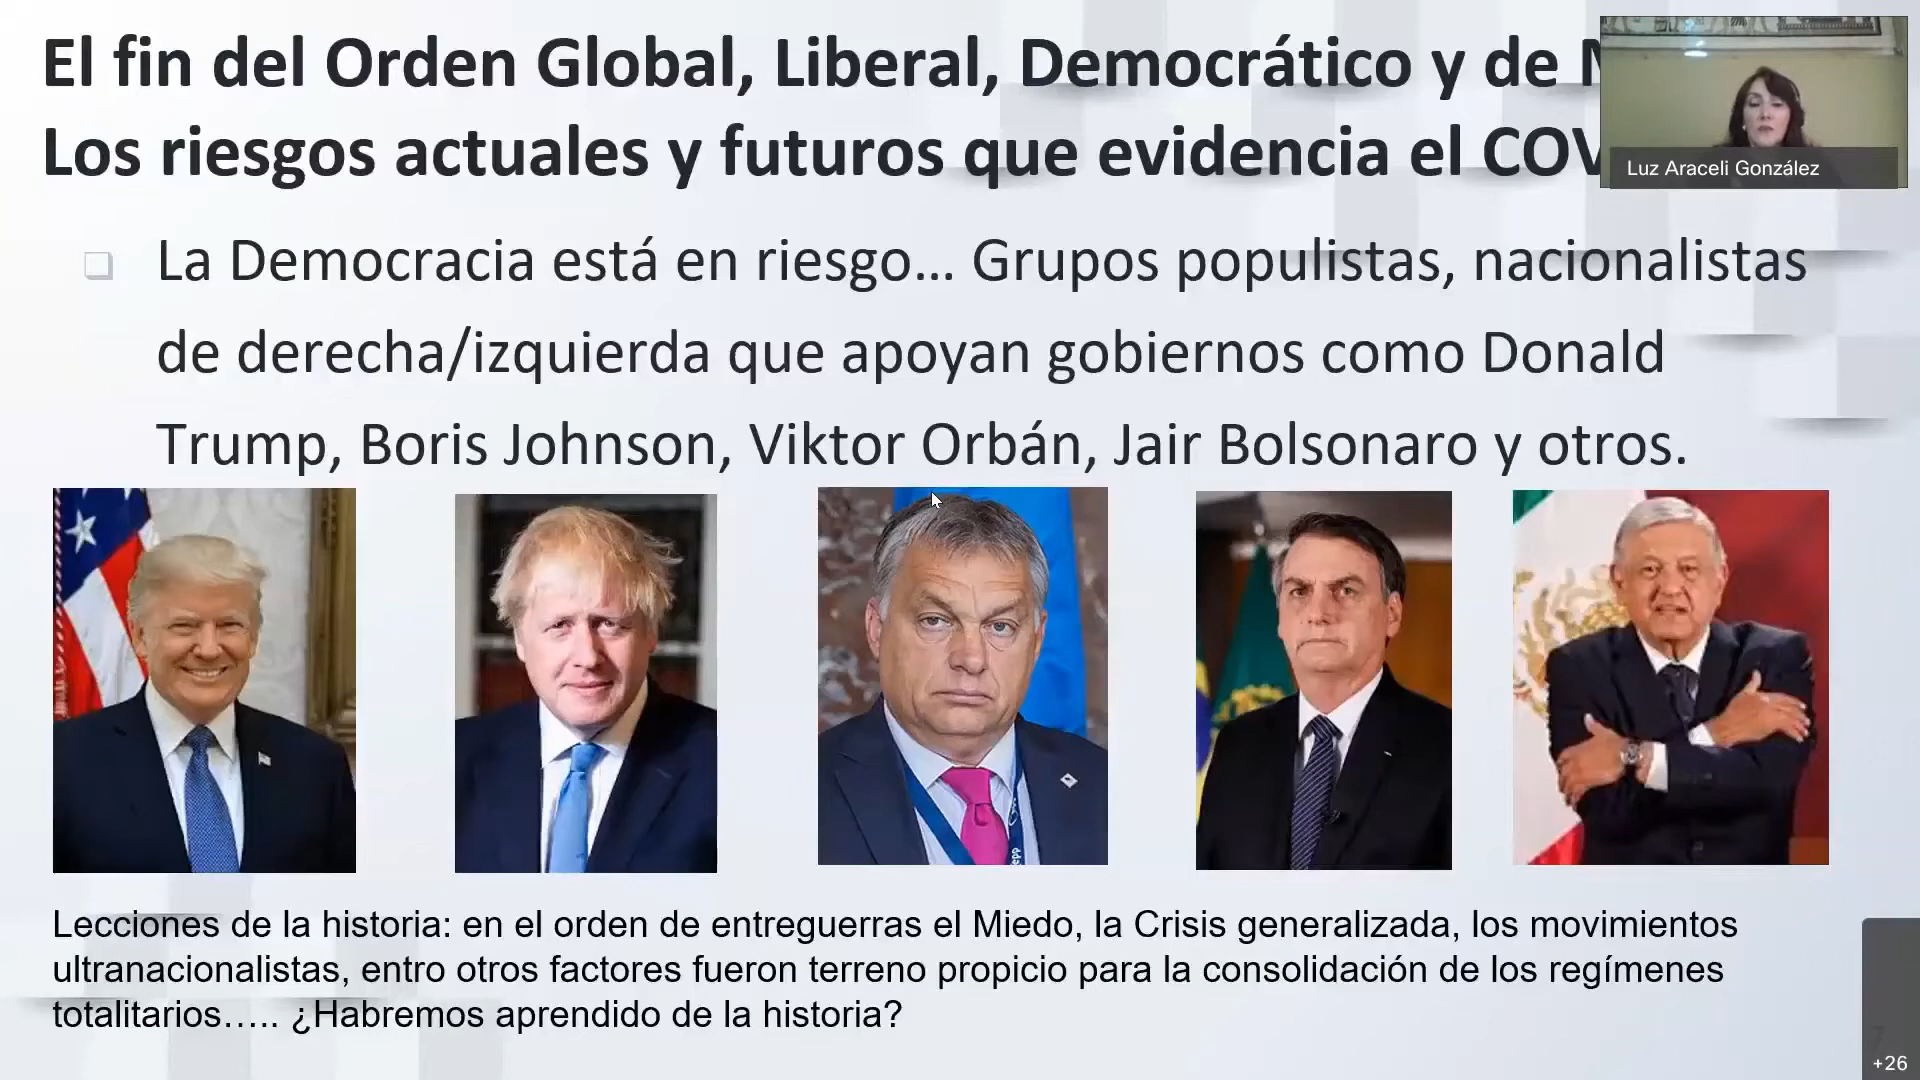 El fin del Orden Global, Liberal, Democrático y de
Los riesgos actuales y futuros que evidencia el COV
Luz Araceli González
La Democracia está en riesgo... Grupos populistas, nacionalistas
de derecha/izquierda que apoyan gobiernos como Donald
Trump, Boris Johnson, Viktor Orbán, Jair Bolsonaro y otros.
Lecciones de la historia: en el orden de entreguerras el Miedo, la Crisis generalizada, los movimientos
ultranacionalistas, entro otros factores fueron terreno propicio para la consolidación de los regímenes
totalitarios….. ¿Habremos aprendido de la historia?
7
+26